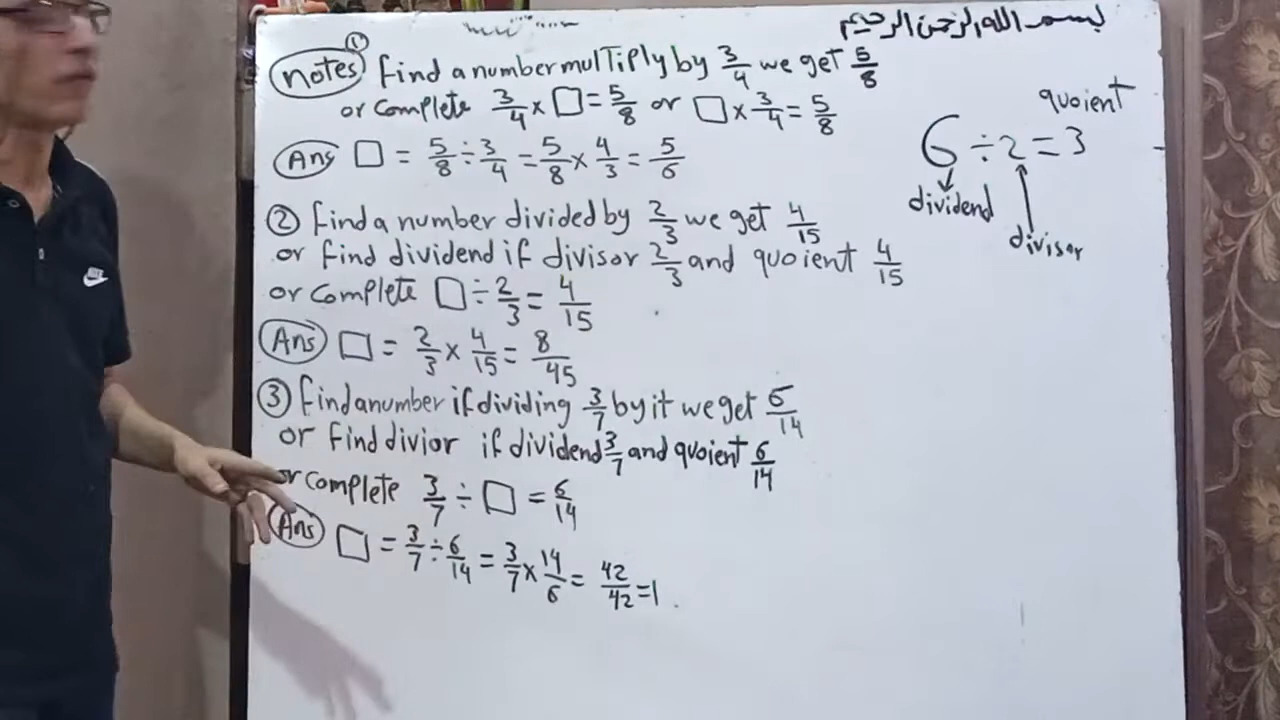 بسم الله الرحمن الرحيم
notes ① Find a number multiply by 3/4 we get 5/8
or complete 3/4 × □ = 5/8 or □ × 3/4 = 5/8
Ans □ = 5/8 ÷ 3/4 = 5/8 × 4/3 = 5/6
② Find a number divided by 2/3 we get 4/15
or find dividend if divisor 2/3 and quoient 4/15
or complete □ ÷ 2/3 = 4/15
Ans □ = 2/3 × 4/15 = 8/45
③ Find a number if dividing 3/7 by it we get 6/14
or find divior if dividend 3/7 and quoient 6/14
or complete 3/7 ÷ □ = 6/14
Ans □ = 3/7 ÷ 6/14 = 3/7 × 14/6 = 42/42 = 1
quoient
6 ÷ 2 = 3
dividend
divisor